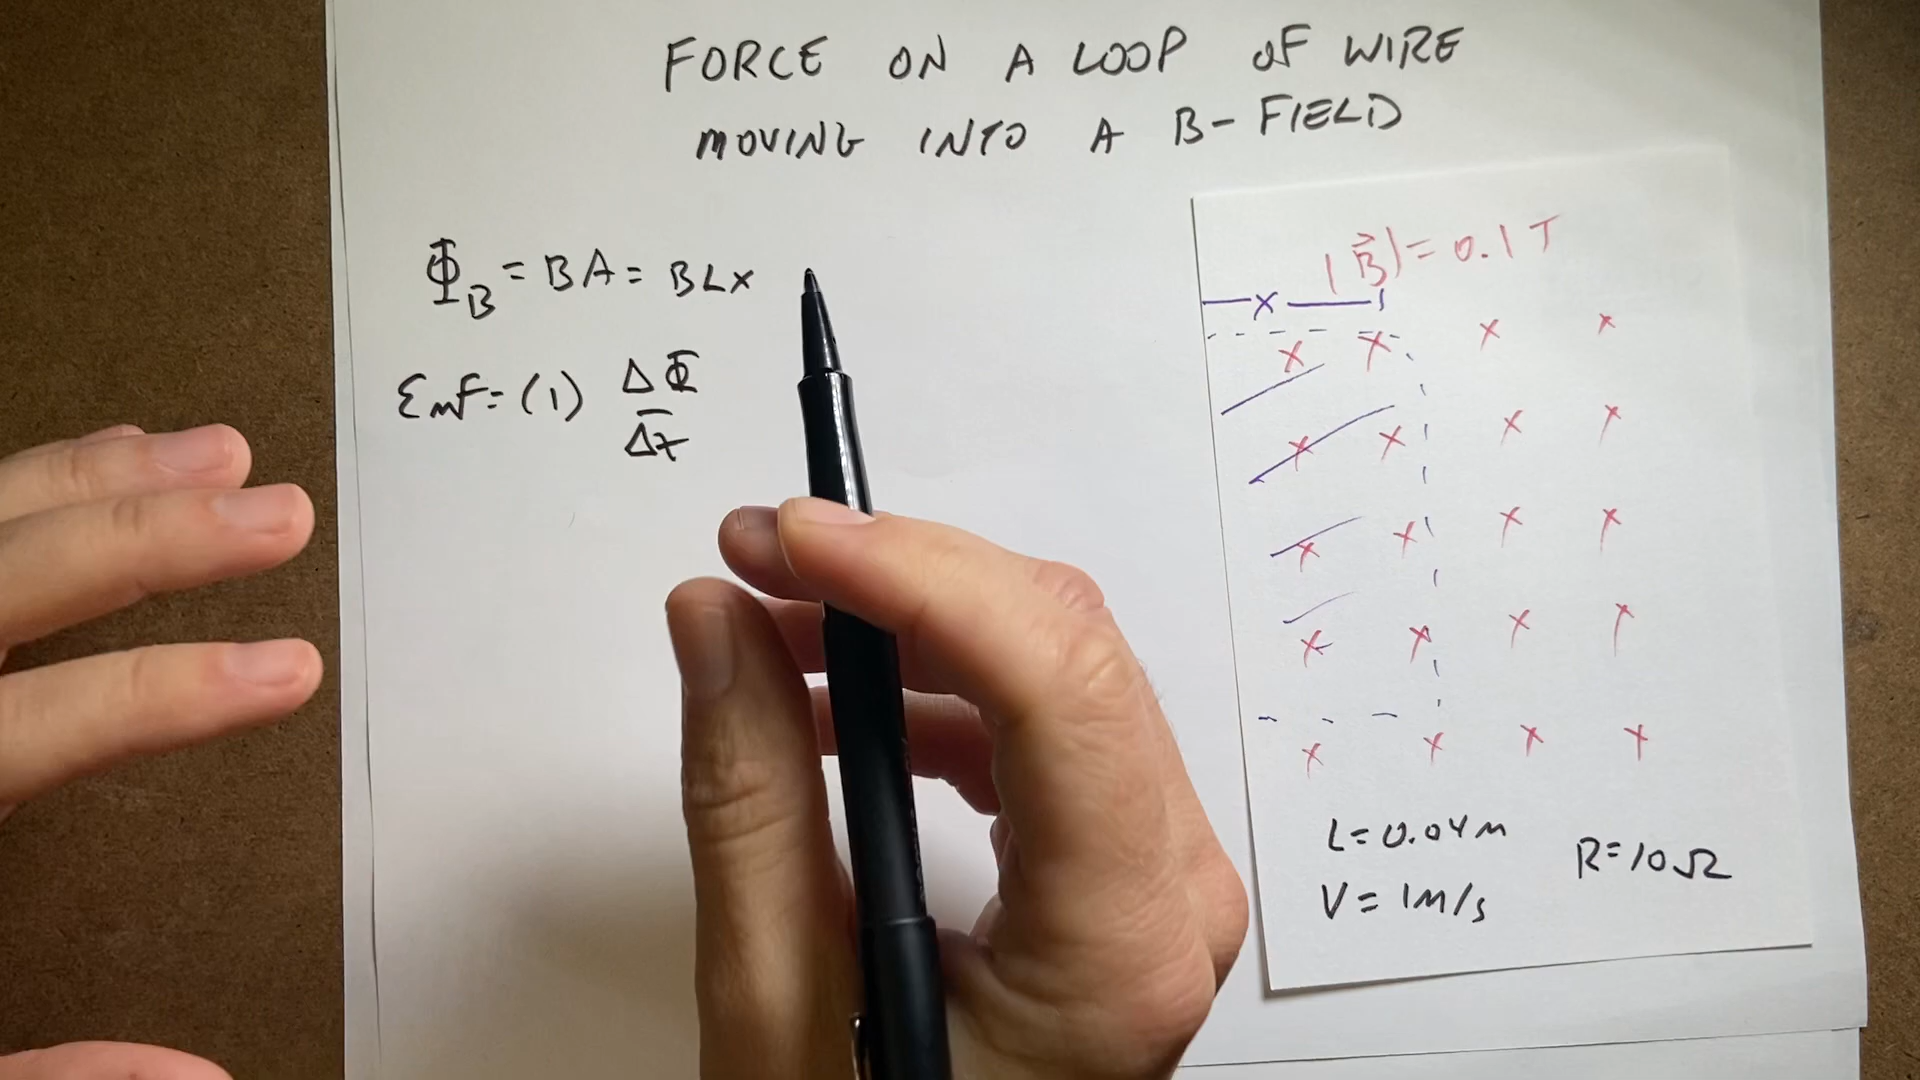 FORCE ON A LOOP OF WIRE
MOVING INTO A B-FIELD
Φ_B = BA = BLx
Emf = (1) ΔΦ/Δt
|B⃗| = 0.1 T
x
x x x x
x x x x
x x x x
x x x x
x x x x
L = 0.04 m
R = 10 Ω
V = 1 m/s